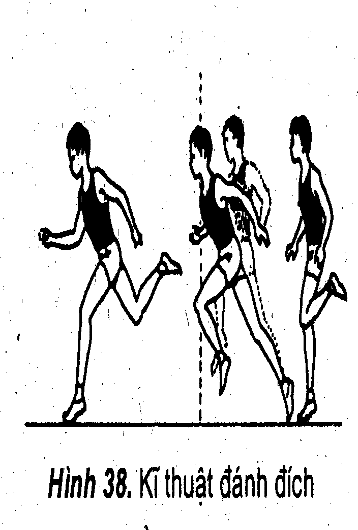 Hình 38. Kĩ thuật đánh đích